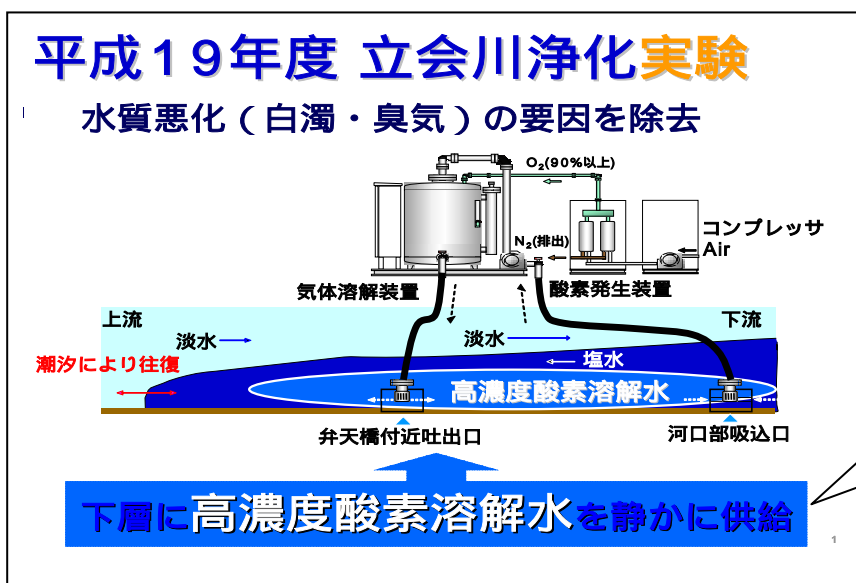 平成１９年度 立会川浄化実験
水質悪化（白濁・臭気）の要因を除去
O₂(９０％以上)
コンプレッサ
Air
N₂(排出)
気体溶解装置
酸素発生装置
上流
下流
淡水
淡水
潮汐により往復
塩水
高濃度酸素溶解水
弁天橋付近吐出口
河口部吸込口
下層に高濃度酸素溶解水を静かに供給
1